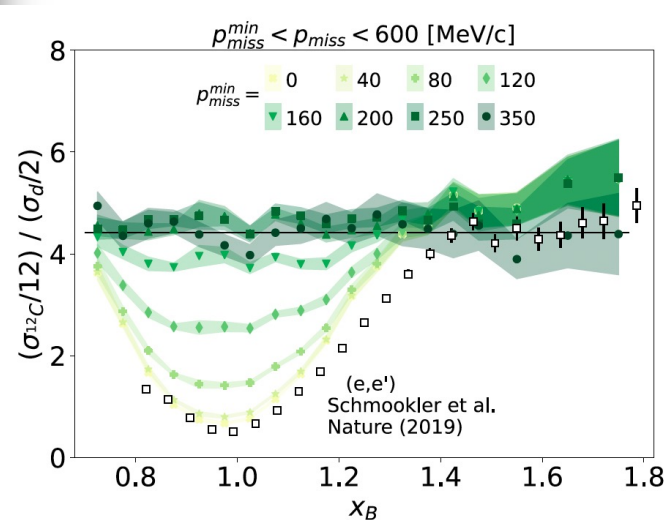 p_miss^min < p_miss < 600 [MeV/c]
8
6
4
2
0
(σ¹²C/12) / (σd/2)
p_miss^min =
0 40 80 120
160 200 250 350
(e,e')
Schmookler et al.
Nature (2019)
0.8 1.0 1.2 1.4 1.6 1.8
x_B